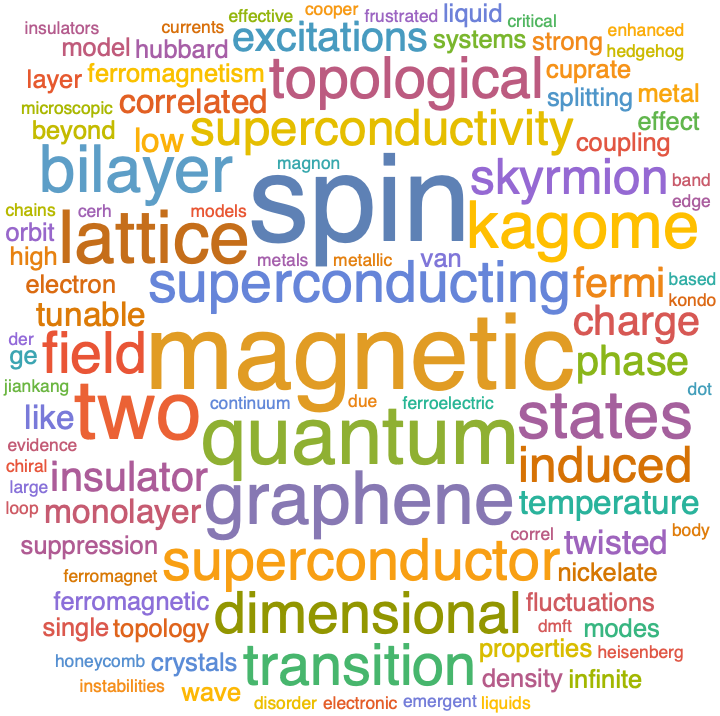 effective cooper frustrated liquid critical
insulators currents excitations systems strong enhanced
model hubbard hedgehog
layer ferromagnetism topological cuprate
microscopic correlated splitting metal
beyond low superconductivity coupling effect
bilayer magnon spin skyrmion band
edge
chains cerh models lattice kagome
orbit
high metals metallic van
electron superconducting fermi based
kondo
tunable charge
der magnetic
ge field phase
jiankang two continuum due ferroelectric dot
like quantum states
evidence
chiral insulator induced
large graphene
loop monolayer temperature
suppression correl twisted body
ferromagnet superconductor nickelate
ferromagnetic dimensional fluctuations
single topology dmft modes
honeycomb crystals transition properties heisenberg
instabilities wave density infinite
disorder electronic emergent liquids